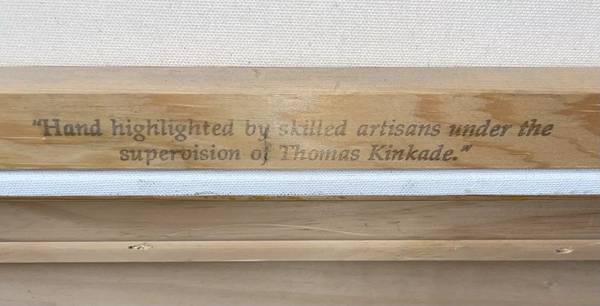 "Hand highlighted by skilled artisans under the
supervision of Thomas Kinkade."